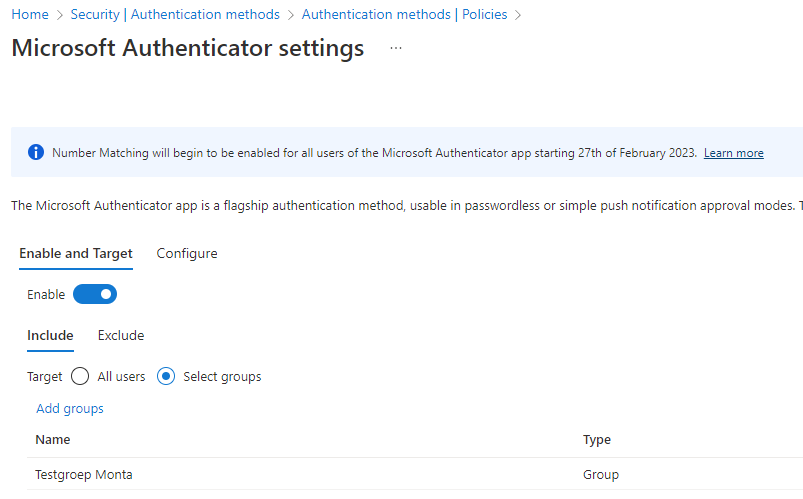 Home > Security | Authentication methods > Authentication methods | Policies >
Microsoft Authenticator settings ...
Number Matching will begin to be enabled for all users of the Microsoft Authenticator app starting 27th of February 2023. Learn more
The Microsoft Authenticator app is a flagship authentication method, usable in passwordless or simple push notification approval modes. T
Enable and Target Configure
Enable
Include Exclude
Target All users Select groups
Add groups
Name Type
Testgroep Monta Group